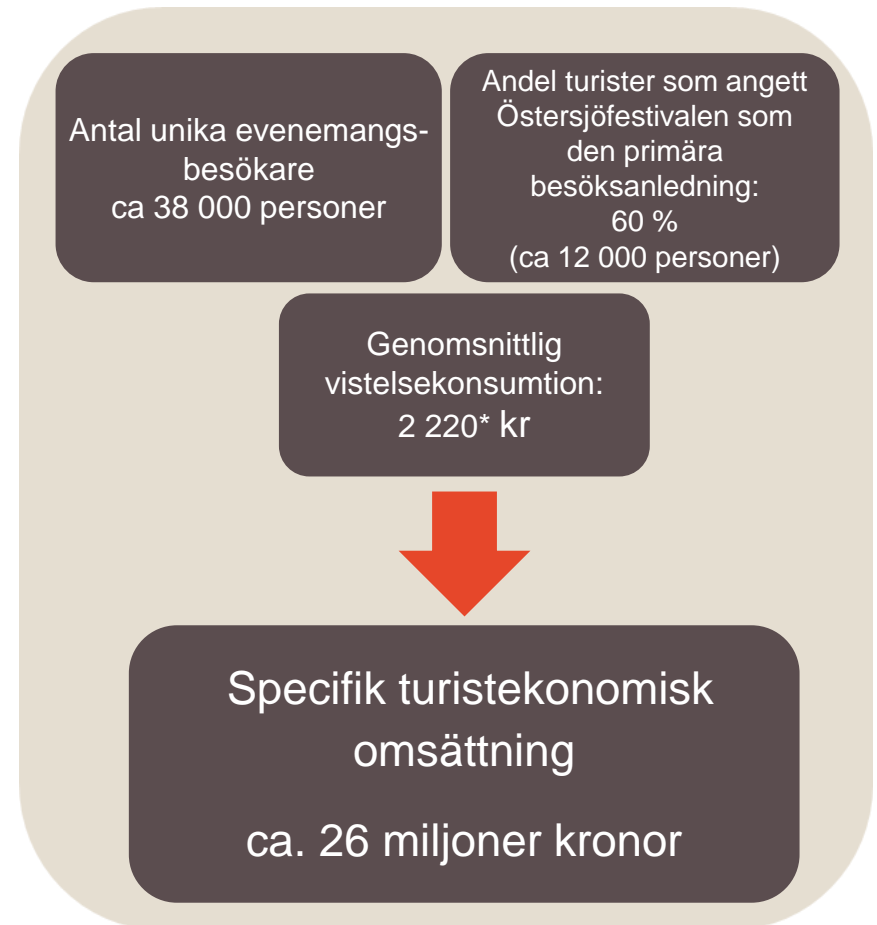 Antal unika evenemangs-
besökare
ca 38 000 personer
Andel turister som angett
Östersjöfestivalen som
den primära
besöksanledning:
60 %
(ca 12 000 personer)
Genomsnittlig
vistelsekonsumtion:
2 220* kr
Specifik turistekonomisk
omsättning
ca. 26 miljoner kronor